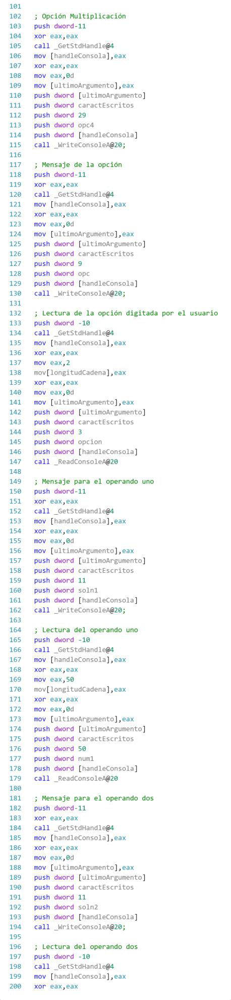 101
102 ; Opción Multiplicación
103 push dword-11
104 xor eax,eax
105 call _GetStdHandle@4
106 mov [handleConsola],eax
107 xor eax,eax
108 mov eax,0d
109 mov [ultimoArgumento],eax
110 push dword [ultimoArgumento]
111 push dword caractEscritos
112 push dword 29
113 push dword opc4
114 push dword [handleConsola]
115 call _WriteConsoleA@20;
116
117 ; Mensaje de la opción
118 push dword-11
119 xor eax,eax
120 call _GetStdHandle@4
121 mov [handleConsola],eax
122 xor eax,eax
123 mov eax,0d
124 mov [ultimoArgumento],eax
125 push dword [ultimoArgumento]
126 push dword caractEscritos
127 push dword 9
128 push dword opc
129 push dword [handleConsola]
130 call _WriteConsoleA@20;
131
132 ; Lectura de la opción digitada por el usuario
133 push dword -10
134 call _GetStdHandle@4
135 mov [handleConsola],eax
136 xor eax,eax
137 mov eax,2
138 mov[longitudCadena],eax
139 xor eax,eax
140 mov eax,0d
141 mov [ultimoArgumento],eax
142 push dword [ultimoArgumento]
143 push dword caractEscritos
144 push dword 3
145 push dword opcion
146 push dword [handleConsola]
147 call _ReadConsoleA@20
148
149 ; Mensaje para el operando uno
150 push dword-11
151 xor eax,eax
152 call _GetStdHandle@4
153 mov [handleConsola],eax
154 xor eax,eax
155 mov eax,0d
156 mov [ultimoArgumento],eax
157 push dword [ultimoArgumento]
158 push dword caractEscritos
159 push dword 11
160 push dword soln1
161 push dword [handleConsola]
162 call _WriteConsoleA@20;
163
164 ; Lectura del operando uno
165 push dword -10
166 call _GetStdHandle@4
167 mov [handleConsola],eax
168 xor eax,eax
169 mov eax,50
170 mov[longitudCadena],eax
171 xor eax,eax
172 mov eax,0d
173 mov [ultimoArgumento],eax
174 push dword [ultimoArgumento]
175 push dword caractEscritos
176 push dword 50
177 push dword num1
178 push dword [handleConsola]
179 call _ReadConsoleA@20
180
181 ; Mensaje para el operando dos
182 push dword-11
183 xor eax,eax
184 call _GetStdHandle@4
185 mov [handleConsola],eax
186 xor eax,eax
187 mov eax,0d
188 mov [ultimoArgumento],eax
189 push dword [ultimoArgumento]
190 push dword caractEscritos
191 push dword 11
192 push dword soln2
193 push dword [handleConsola]
194 call _WriteConsoleA@20;
195
196 ; Lectura del operando dos
197 push dword -10
198 call _GetStdHandle@4
199 mov [handleConsola],eax
200 xor eax,eax